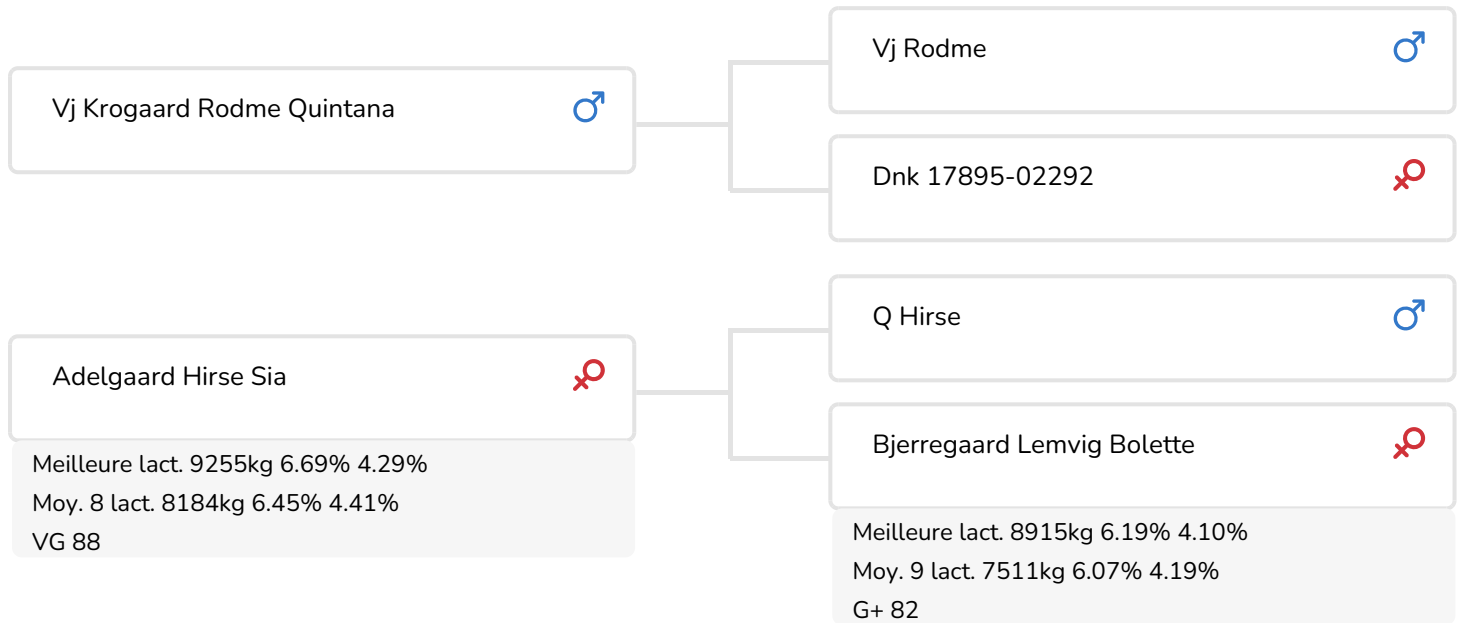 Vj Krogaard Rodme Quintana
Vj Rodme
Dnk 17895-02292
Adelgaard Hirse Sia
Meilleure lact. 9255kg 6.69% 4.29%
Moy. 8 lact. 8184kg 6.45% 4.41%
VG 88
Q Hirse
Bjerregaard Lemvig Bolette
Meilleure lact. 8915kg 6.19% 4.10%
Moy. 9 lact. 7511kg 6.07% 4.19%
G+ 82